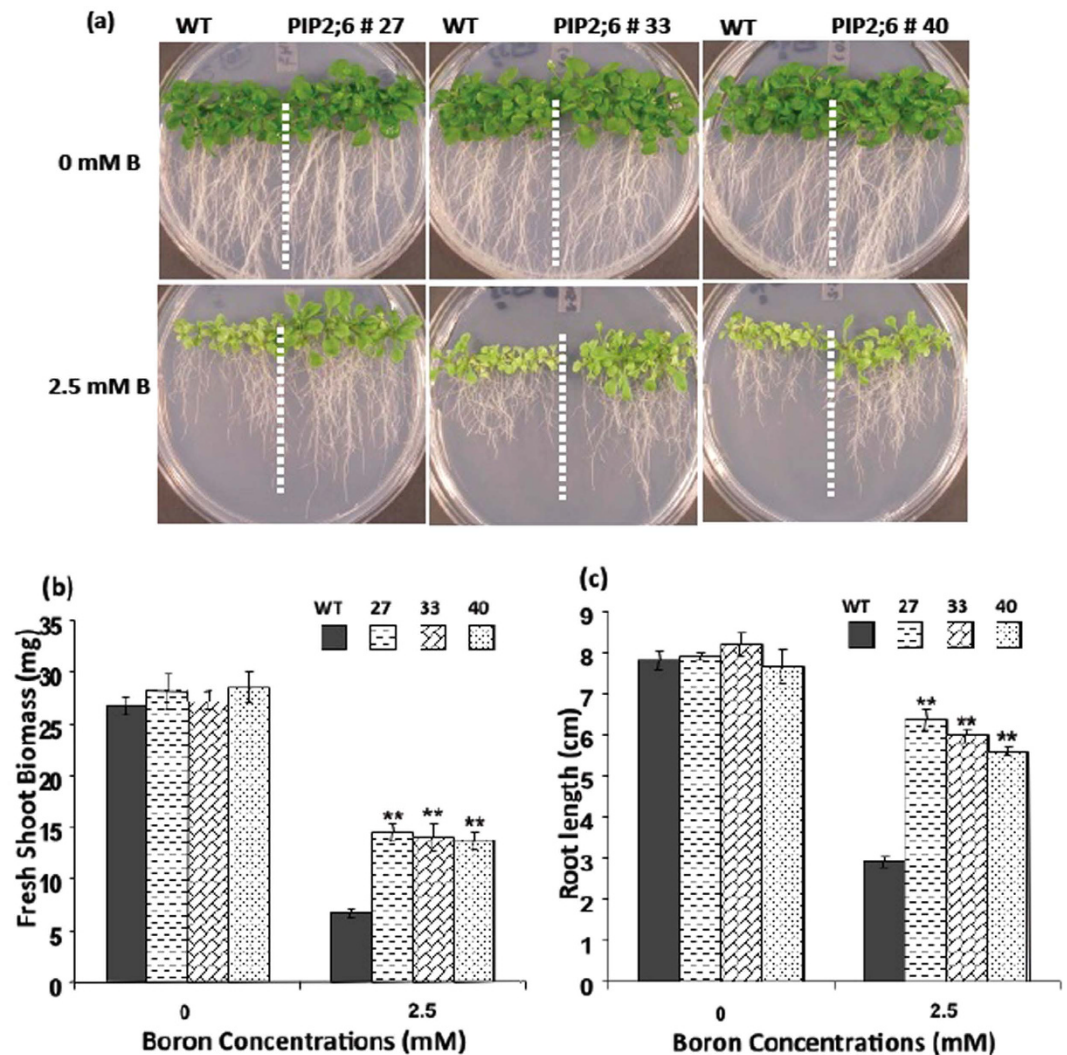 (a) WT PIP2;6 # 27 WT PIP2;6 # 33 WT PIP2;6 # 40
0 mM B
2.5 mM B
(b)
WT 27 33 40
35
30
25
20
15
10
5
0
Fresh Shoot Biomass (mg)
** ** **
0 2.5
Boron Concentrations (mM)
(c)
WT 27 33 40
9
8
7
6
5
4
3
2
1
0
Root length (cm)
** ** **
0 2.5
Boron Concentrations (mM)